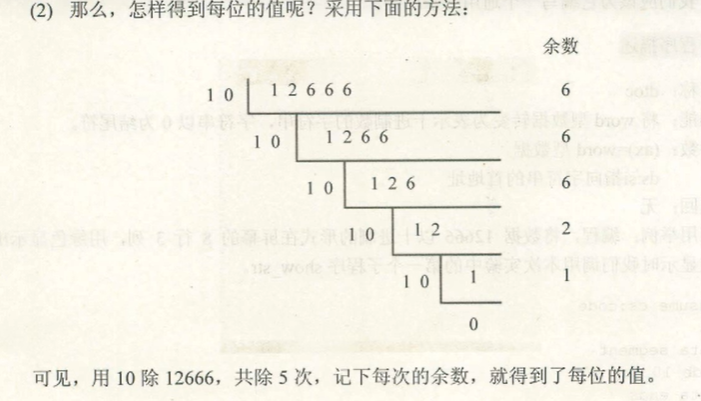 (2) 那么，怎样得到每位的值呢？采用下面的方法：
余数
10 12666 6
10 1266 6
10 126 6
10 12 2
10 1 1
0
可见，用 10 除 12666，共除 5 次，记下每次的余数，就得到了每位的值。